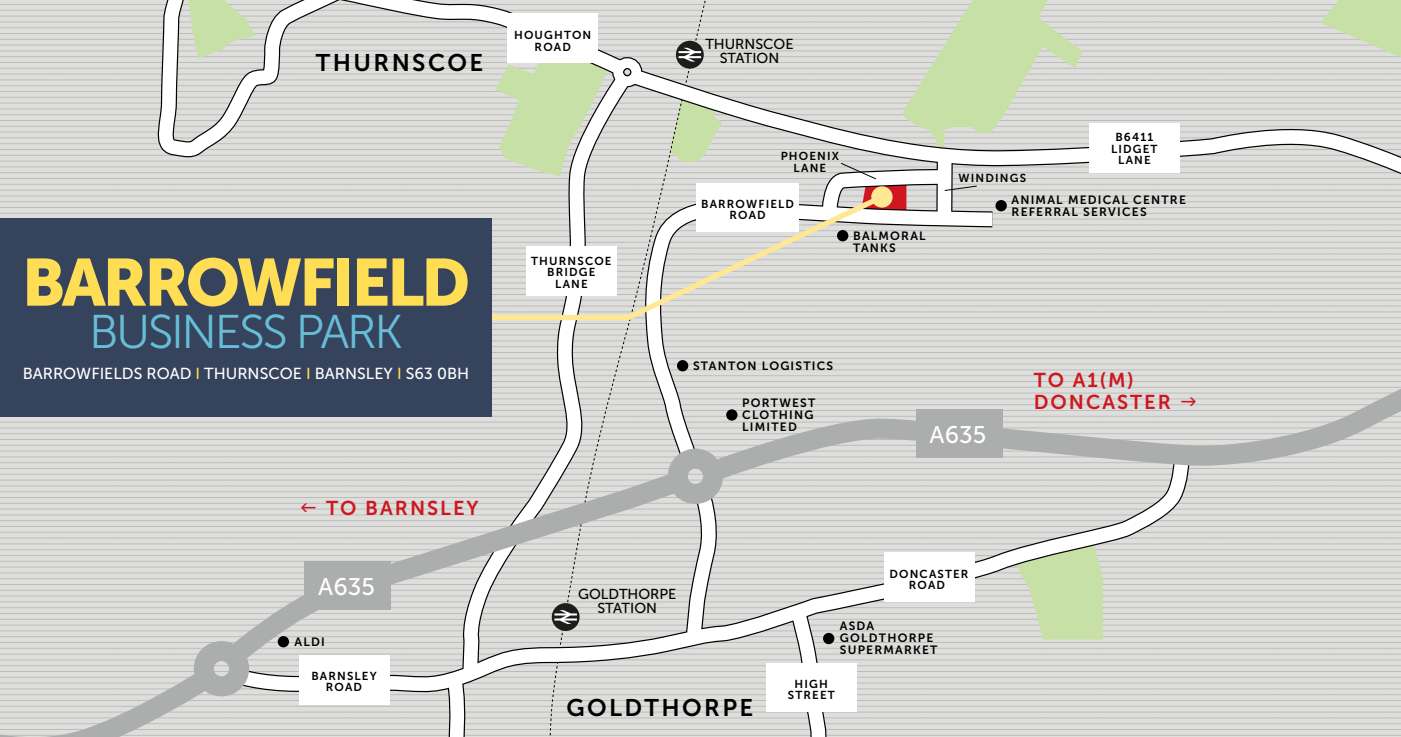 HOUGHTON
ROAD
THURNSCOE
THURNSCOE
STATION
B6411
LIDGET
LANE
PHOENIX
LANE
WINDINGS
BARROWFIELD
ROAD
ANIMAL MEDICAL CENTRE
REFERRAL SERVICES
BALMORAL
TANKS
THURNSCOE
BRIDGE
LANE
BARROWFIELD
BUSINESS PARK
BARROWFIELDS ROAD I THURNSCOE I BARNSLEY I S63 0BH
STANTON LOGISTICS
PORTWEST
CLOTHING
LIMITED
TO A1(M)
DONCASTER →
A635
← TO BARNSLEY
A635
GOLDTHORPE
STATION
DONCASTER
ROAD
ALDI
ASDA
GOLDTHORPE
SUPERMARKET
BARNSLEY
ROAD
HIGH
STREET
GOLDTHORPE